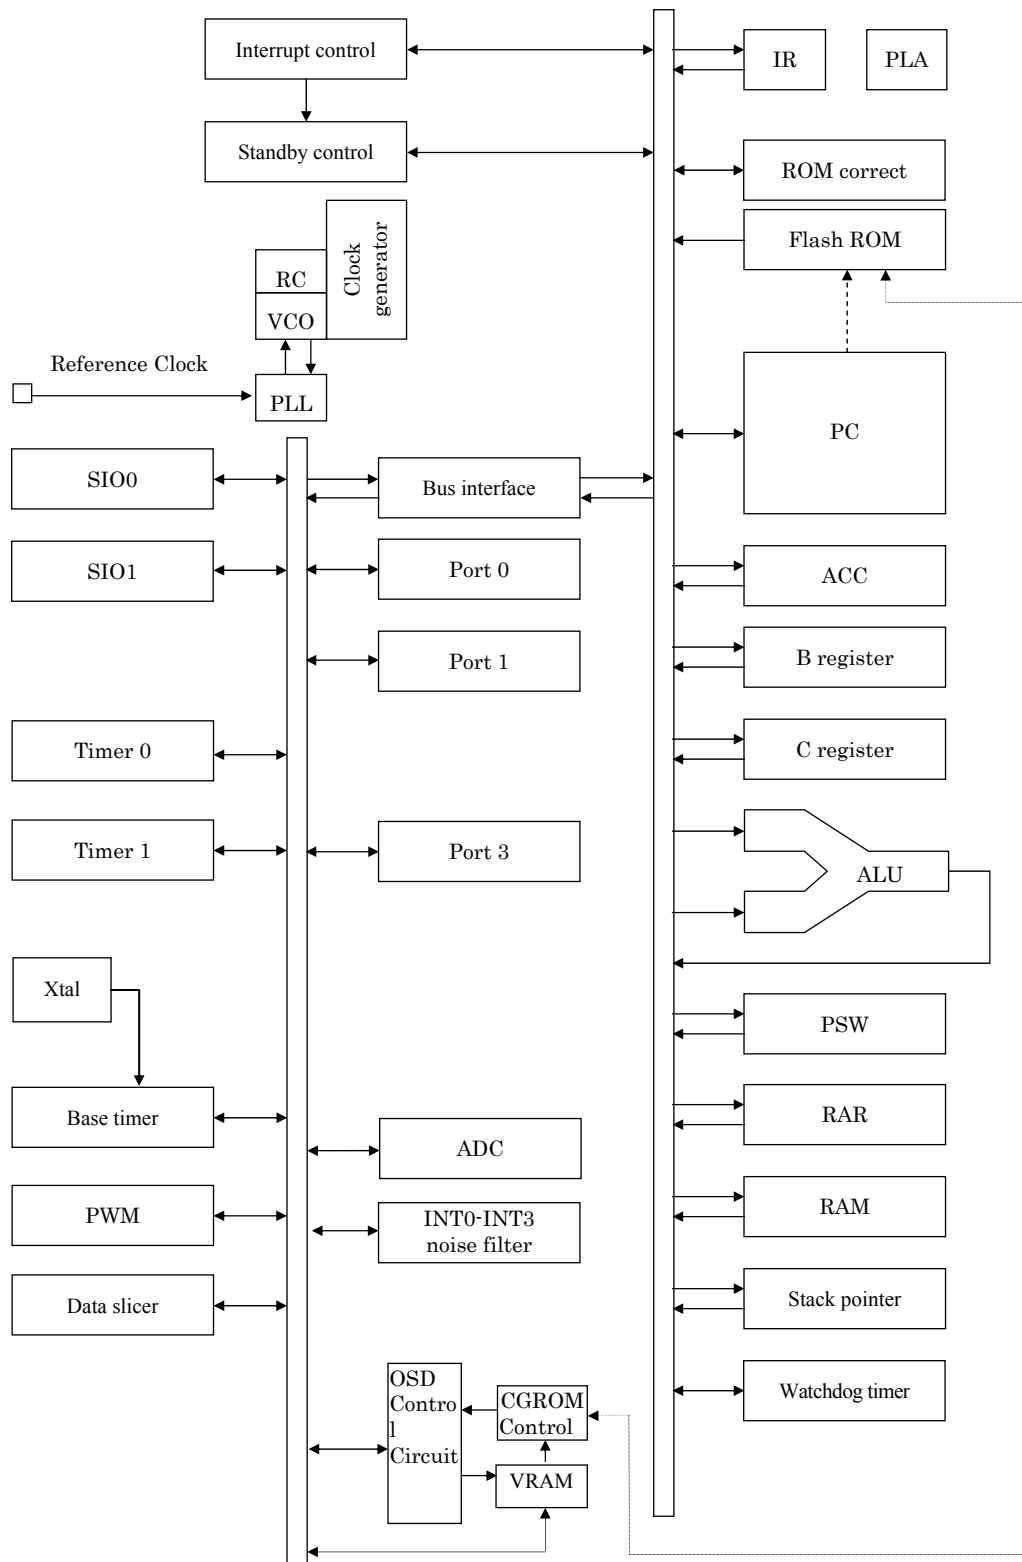 Interrupt control
IR
PLA
Standby control
ROM correct
Flash ROM
Clock
generator
RC
VCO
Reference Clock
PLL
PC
SIO0
Bus interface
SIO1
Port 0
ACC
Port 1
B register
Timer 0
C register
Timer 1
Port 3
ALU
Xtal
PSW
Base timer
ADC
RAR
PWM
INT0-INT3
noise filter
RAM
Data slicer
Stack pointer
OSD
Contro
l
Circuit
CGROM
Control
Watchdog timer
VRAM